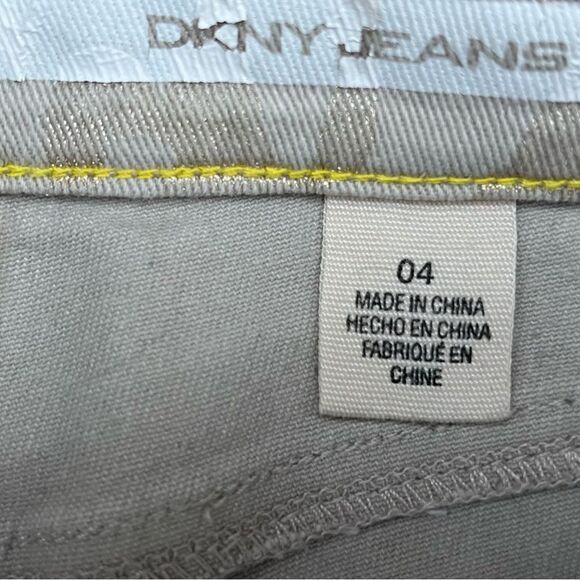 DKNY JEANS
04
MADE IN CHINA
HECHO EN CHINA
FABRIQUÉ EN
CHINE